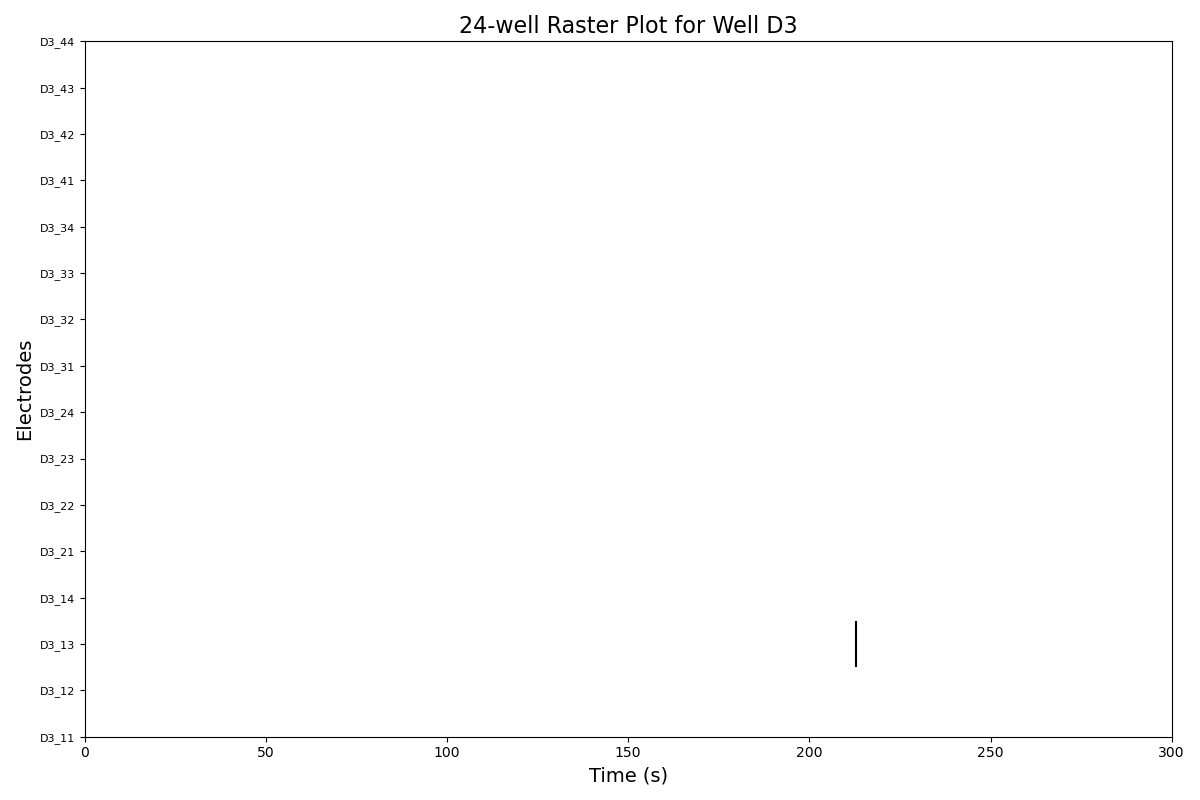 24-well Raster Plot for Well D3
D3_44
D3_43
D3_42
D3_41
D3_34
D3_33
D3_32
D3_31
D3_24
D3_23
D3_22
D3_21
D3_14
D3_13
D3_12
D3_11
Electrodes
0 50 100 150 200 250 300
Time (s)